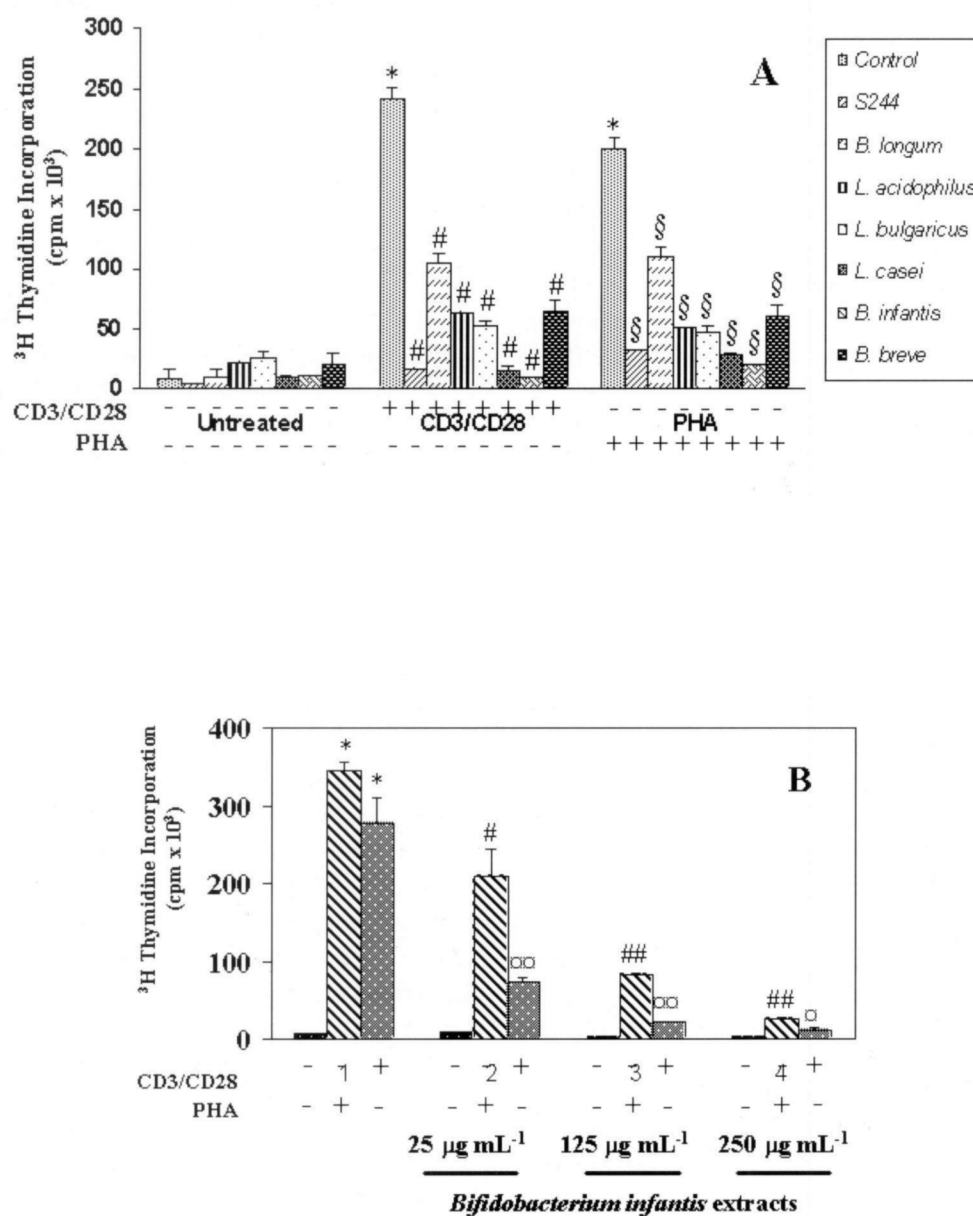 300
250
200
150
100
50
0
³H Thymidine Incorporation
(cpm x 10³)
A
* # # # # # # #
* § § § § § § §
Control
S244
B. longum
L. acidophilus
L. bulgaricus
L. casei
B. infantis
B. breve
CD3/CD28 - - - - - - - - + + + + + + + + - - - - - - - -
Untreated CD3/CD28 PHA
PHA - - - - - - - - - - - - - - - - + + + + + + + +
400
300
200
100
0
³H Thymidine Incorporation
(cpm x 10³)
B
* * # ¤¤ ## ¤¤ ## ¤
CD3/CD28 - - + - - + - - + - - +
1 2 3 4
PHA - + - - + - - + - - + -
25 µg mL⁻¹ 125 µg mL⁻¹ 250 µg mL⁻¹
Bifidobacterium infantis extracts